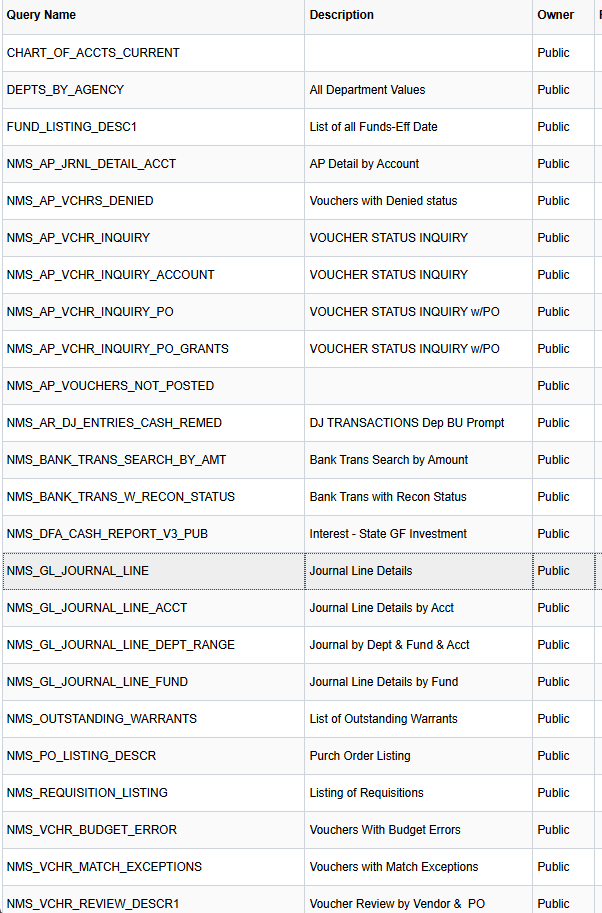 Query Name Description Owner
CHART_OF_ACCTS_CURRENT Public
DEPTS_BY_AGENCY All Department Values Public
FUND_LISTING_DESC1 List of all Funds-Eff Date Public
NMS_AP_JRNL_DETAIL_ACCT AP Detail by Account Public
NMS_AP_VCHRS_DENIED Vouchers with Denied status Public
NMS_AP_VCHR_INQUIRY VOUCHER STATUS INQUIRY Public
NMS_AP_VCHR_INQUIRY_ACCOUNT VOUCHER STATUS INQUIRY Public
NMS_AP_VCHR_INQUIRY_PO VOUCHER STATUS INQUIRY w/PO Public
NMS_AP_VCHR_INQUIRY_PO_GRANTS VOUCHER STATUS INQUIRY w/PO Public
NMS_AP_VOUCHERS_NOT_POSTED Public
NMS_AR_DJ_ENTRIES_CASH_REMED DJ TRANSACTIONS Dep BU Prompt Public
NMS_BANK_TRANS_SEARCH_BY_AMT Bank Trans Search by Amount Public
NMS_BANK_TRANS_W_RECON_STATUS Bank Trans with Recon Status Public
NMS_DFA_CASH_REPORT_V3_PUB Interest - State GF Investment Public
NMS_GL_JOURNAL_LINE Journal Line Details Public
NMS_GL_JOURNAL_LINE_ACCT Journal Line Details by Acct Public
NMS_GL_JOURNAL_LINE_DEPT_RANGE Journal by Dept & Fund & Acct Public
NMS_GL_JOURNAL_LINE_FUND Journal Line Details by Fund Public
NMS_OUTSTANDING_WARRANTS List of Outstanding Warrants Public
NMS_PO_LISTING_DESCR Purch Order Listing Public
NMS_REQUISITION_LISTING Listing of Requisitions Public
NMS_VCHR_BUDGET_ERROR Vouchers With Budget Errors Public
NMS_VCHR_MATCH_EXCEPTIONS Vouchers with Match Exceptions Public
NMS_VCHR_REVIEW_DESCR1 Voucher Review by Vendor & PO Public